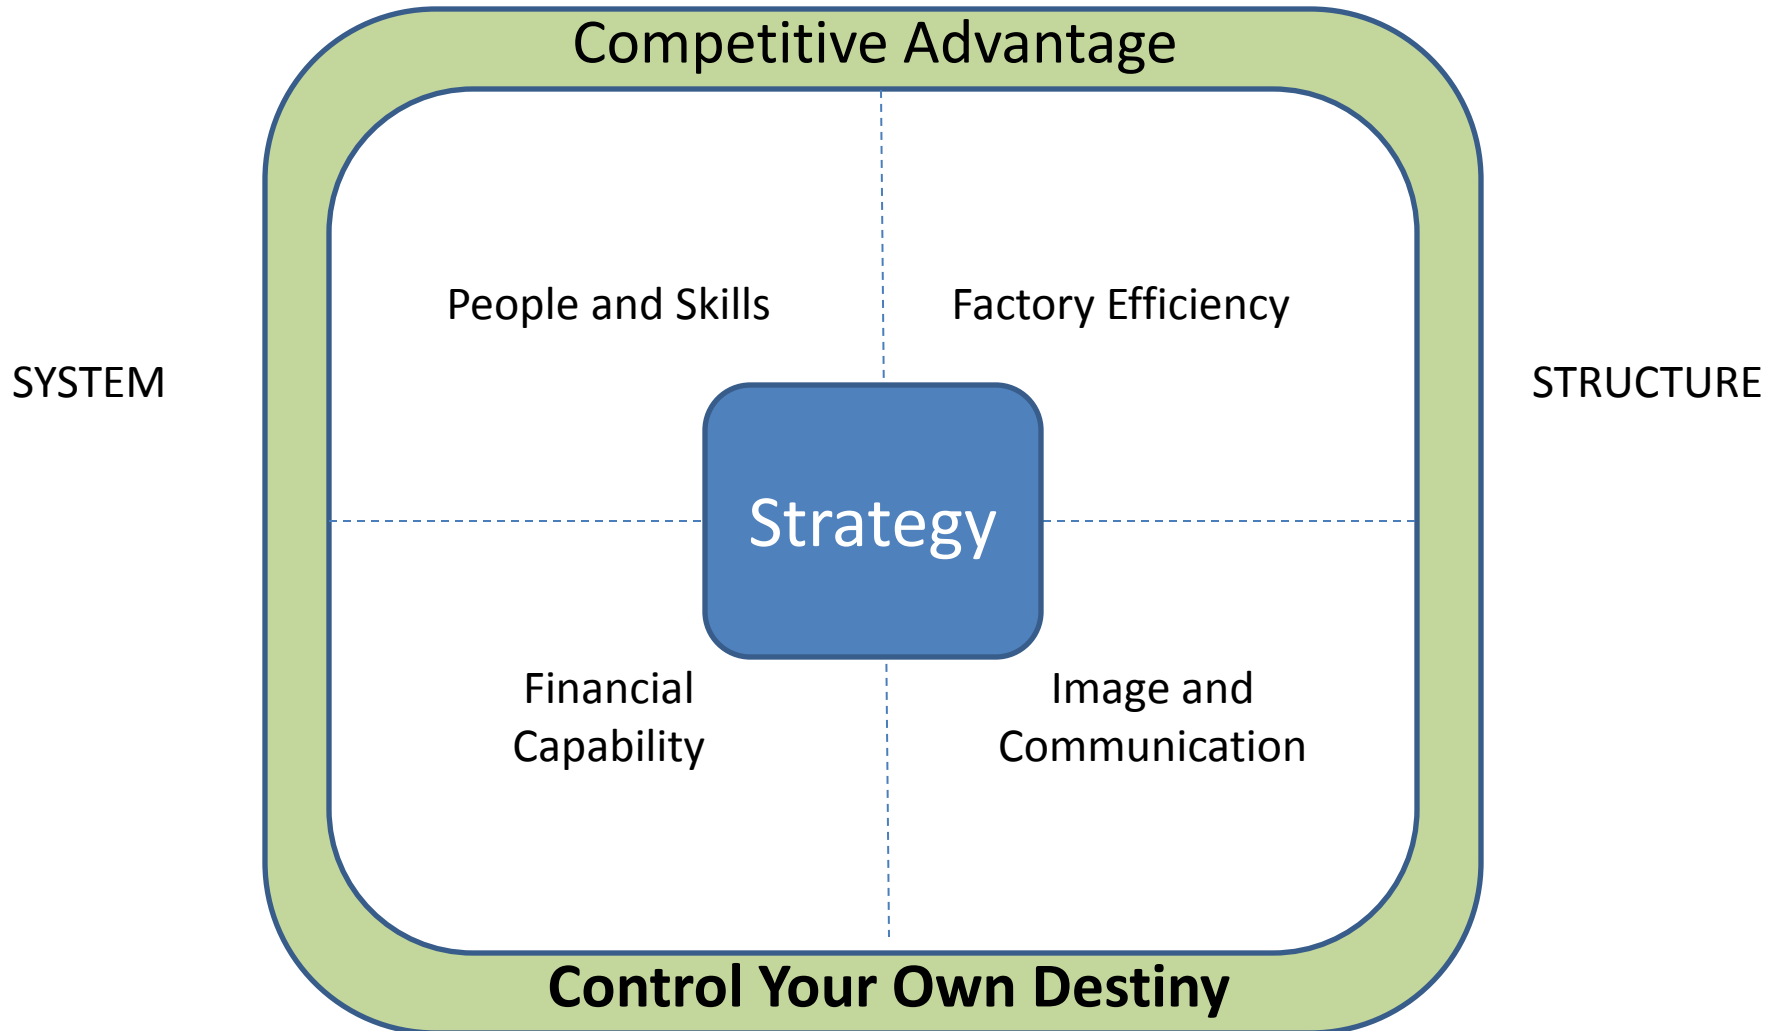 Competitive Advantage
People and Skills
Factory Efficiency
SYSTEM
STRUCTURE
Strategy
Financial
Capability
Image and
Communication
Control Your Own Destiny